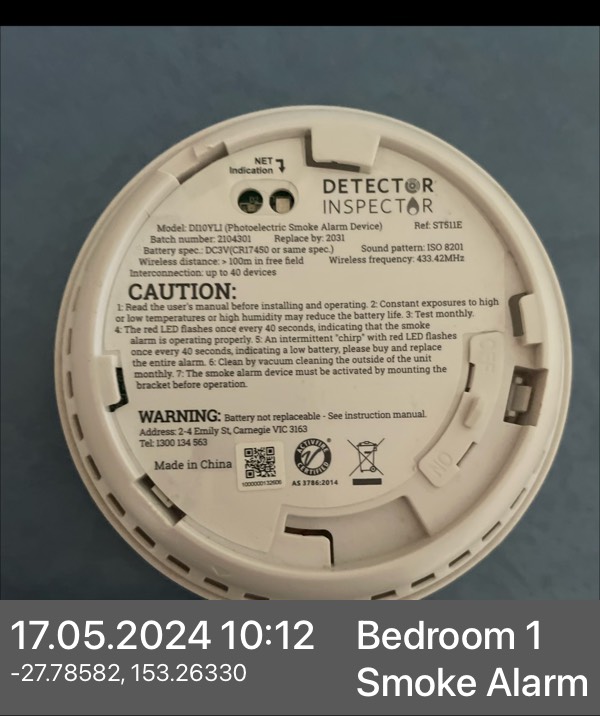 NET
Indication
DETECTOR
INSPECTOR
Model: DI10YLI (Photoelectric Smoke Alarm Device) Ref: ST511E
Batch number: 2104301 Replace by: 2031
Battery spec.: DC3V(CR17450 or same spec.) Sound pattern: ISO 8201
Wireless distance: > 100m in free field Wireless frequency: 433.42MHz
Interconnection: up to 40 devices
CAUTION:
1: Read the user's manual before installing and operating. 2: Constant exposures to high
or low temperatures or high humidity may reduce the battery life. 3: Test monthly.
4: The red LED flashes once every 40 seconds, indicating that the smoke
alarm is operating properly. 5: An intermittent "chirp" with red LED flashes
once every 40 seconds, indicating a low battery, please buy and replace
the entire alarm. 6: Clean by vacuum cleaning the outside of the unit
monthly. 7: The smoke alarm device must be activated by mounting the
bracket before operation.
OFF
ON
WARNING: Battery not replaceable - See instruction manual.
Address: 2-4 Emily St, Carnegie VIC 3163
Tel: 1300 134 563
Made in China
1000000132606
ACTIVFIRE
CERTIFIED
AS 3786:2014
17.05.2024 10:12
-27.78582, 153.26330
Bedroom 1
Smoke Alarm